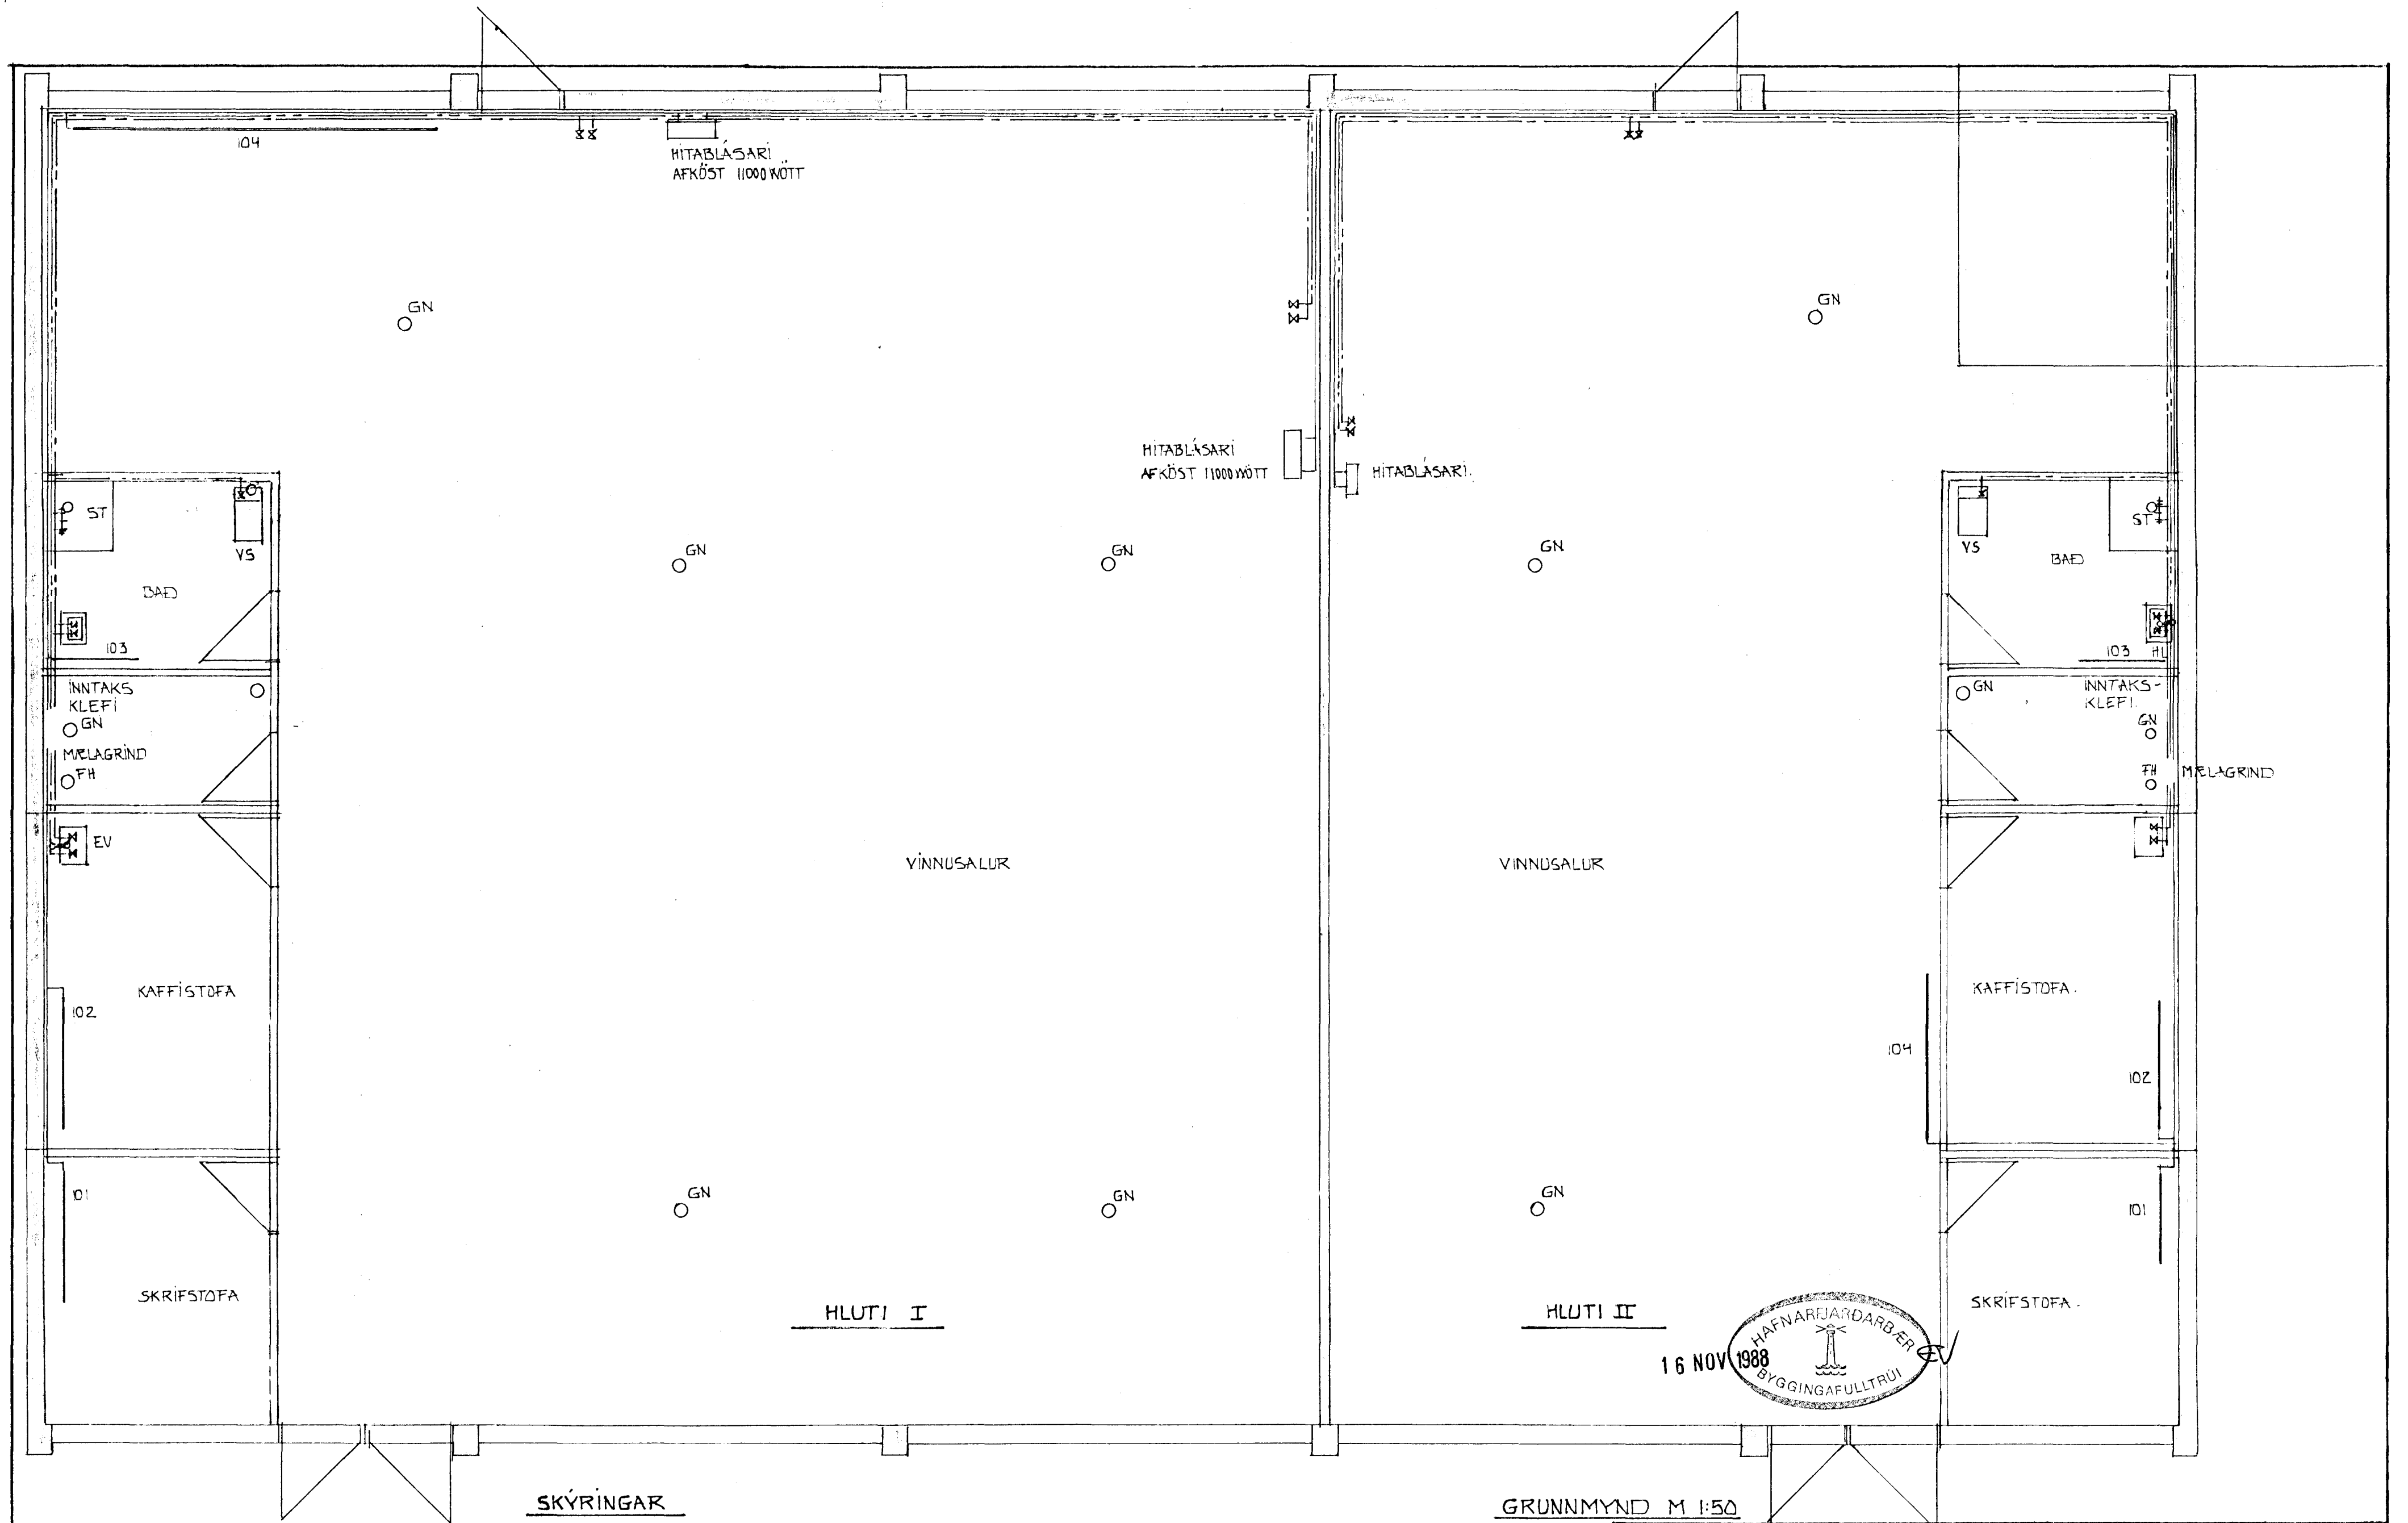 104
HITABLÁSARI
AFKÖST 11000 WÖTT
GN
GN
HITABLÁSARI
AFKÖST 11000 WÖTT
HITABLÁSARI.
ST
VS
BAÐ
103
GN
GN
GN
VS
ST
BAÐ
103
HL
INNTAKS
KLEFI
GN
MÆLAGRIND
FH
GN
INNTAKS-
KLEFI.
GN
FH
MÆLAGRIND
EV
VINNUSALUR
VINNUSALUR
KAFFISTOFA
102
KAFFISTOFA.
104
102
101
GN
GN
GN
101
SKRIFSTOFA
HLUTI I
HLUTI II
SKRIFSTOFA.
HAFNARFJARÐARBÆR
16 NOV 1988
BYGGINGAFULLTRÚI
SKÝRINGAR
GRUNNMYND M 1:50